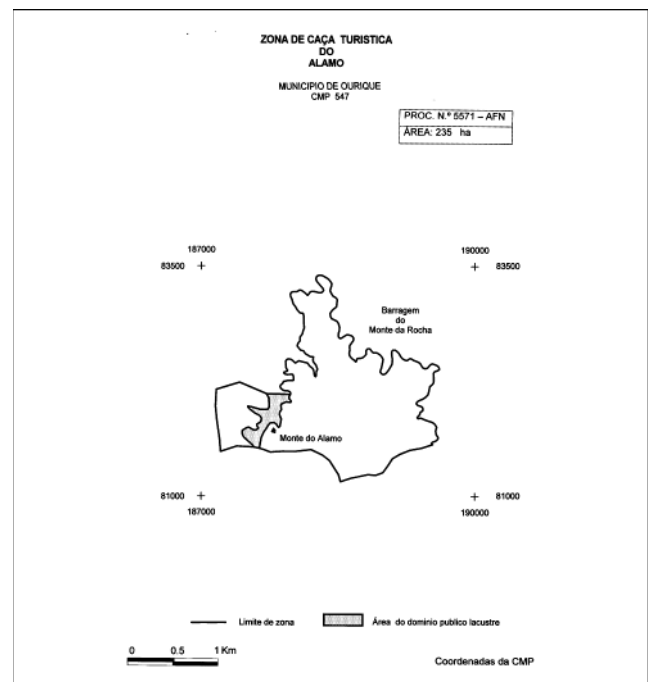 ZONA DE CAÇA TURISTICA
DO
ALAMO
MUNICIPIO DE OURIQUE
CMP 547
PROC. N.º 5571 – AFN
ÁREA: 235 ha
187000
190000
83500
83500
Barragem
do
Monte da Rocha
Monte do Alamo
81000
81000
187000
190000
Limite de zona
Área do dominio publico lacustre
0 0.5 1 Km
Coordenadas da CMP